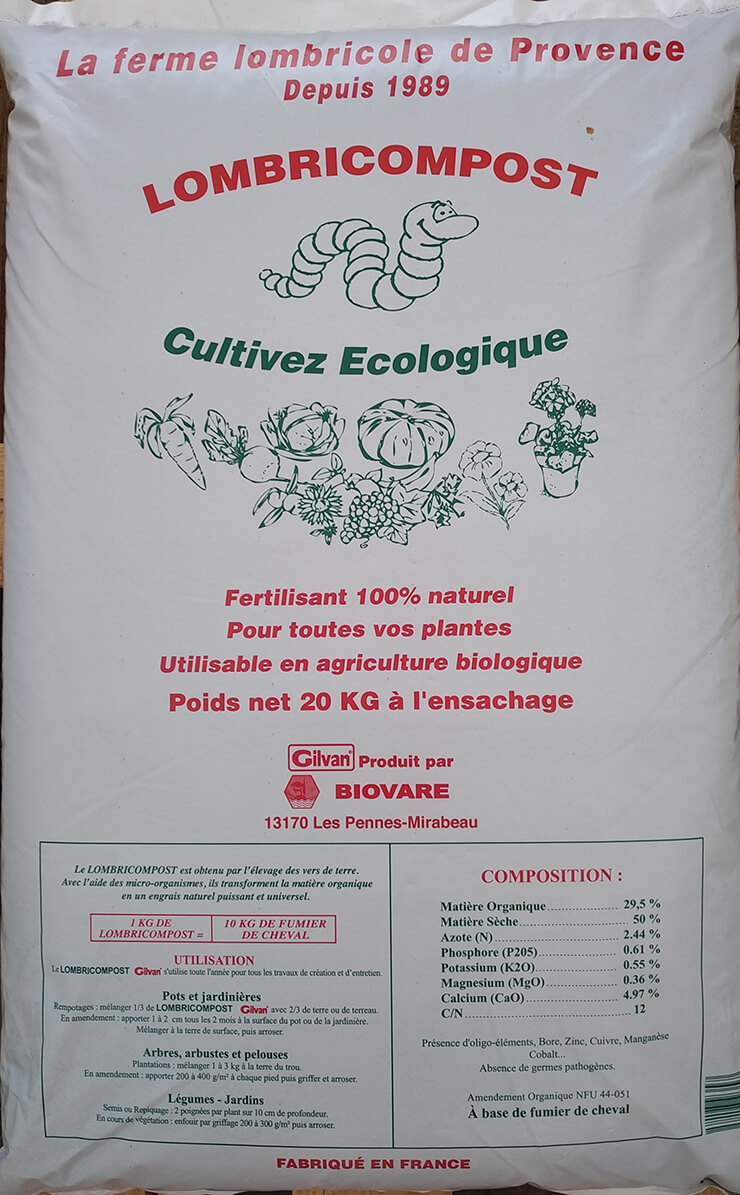 La ferme lombricole de Provence
Depuis 1989
LOMBRICOMPOST
Cultivez Ecologique
Fertilisant 100% naturel
Pour toutes vos plantes
Utilisable en agriculture biologique
Poids net 20 KG à l'ensachage
Gilvan Produit par
BIOVARE
13170 Les Pennes-Mirabeau
Le LOMBRICOMPOST est obtenu par l'élevage des vers de terre.
Avec l'aide des micro-organismes, ils transforment la matière organique
en un engrais naturel puissant et universel.
1 KG DE
LOMBRICOMPOST =
10 KG DE FUMIER
DE CHEVAL
UTILISATION
Le LOMBRICOMPOST Gilvan s'utilise toute l'année pour tous les travaux de création et d'entretien.
Pots et jardinières
Rempotages : mélanger 1/3 de LOMBRICOMPOST Gilvan avec 2/3 de terre ou de terreau.
En amendement : apporter 1 à 2 cm tous les 2 mois à la surface du pot ou de la jardinière.
Mélanger à la terre de surface, puis arroser.
Arbres, arbustes et pelouses
Plantations : mélanger 1 à 3 kg à la terre du trou.
En amendement : apporter 200 à 400 g/m² à chaque pied puis griffer et arroser.
Légumes - Jardins
Semis ou Repiquage : 2 poignées par plant sur 10 cm de profondeur.
En cours de végétation : enfouir par griffage 200 à 300 g/m² puis arroser.
COMPOSITION :
Matière Organique.................... 29,5 %
Matière Sèche.............................. 50 %
Azote (N)................................... 2.44 %
Phosphore (P205)...................... 0.61 %
Potassium (K2O)....................... 0.55 %
Magnesium (MgO).................... 0.36 %
Calcium (CaO).......................... 4.97 %
C/N.............................................. 12
Présence d'oligo-éléments, Bore, Zinc, Cuivre, Manganèse
Cobalt...
Absence de germes pathogènes.
Amendement Organique NFU 44-051
À base de fumier de cheval
FABRIQUÉ EN FRANCE